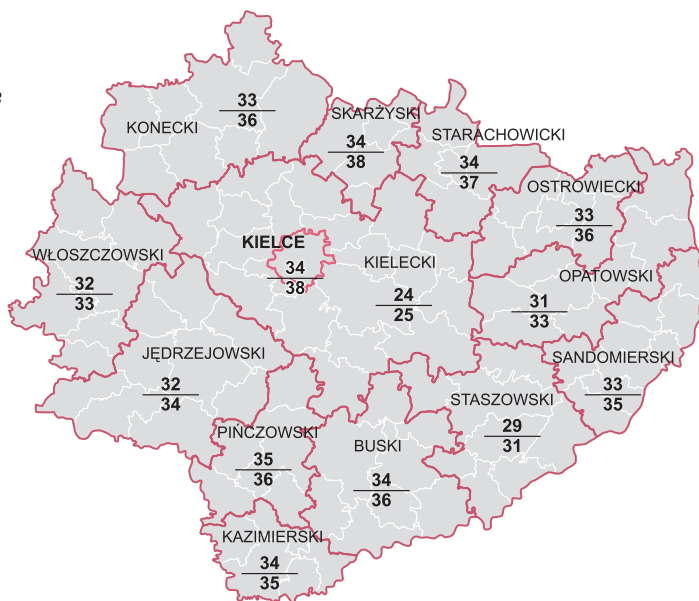 KONECKI
33
36
SKARŻYSKI
34
38
STARACHOWICKI
34
37
OSTROWIECKI
33
36
WŁOSZCZOWSKI
32
33
KIELCE
34
38
KIELECKI
24
25
OPATOWSKI
31
33
JĘDRZEJOWSKI
32
34
SANDOMIERSKI
33
35
STASZOWSKI
29
31
PIŃCZOWSKI
35
36
BUSKI
34
36
KAZIMIERSKI
34
35